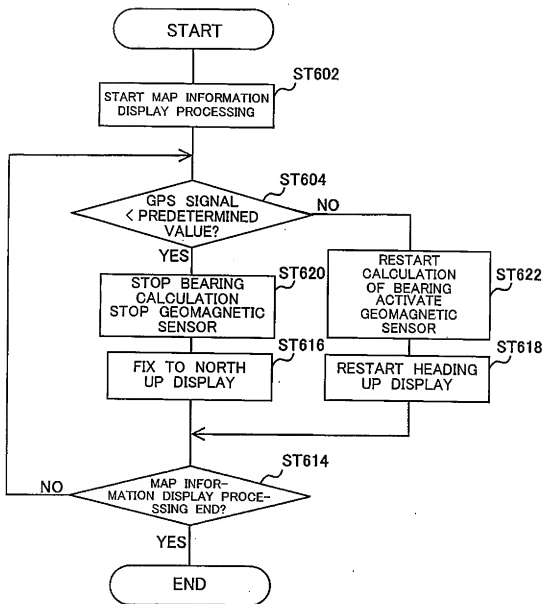 START
ST602
START MAP INFORMATION
DISPLAY PROCESSING
ST604
GPS SIGNAL
< PREDETERMINED
VALUE?
NO
YES
ST620
STOP BEARING
CALCULATION
STOP GEOMAGNETIC
SENSOR
ST622
RESTART
CALCULATION
OF BEARING
ACTIVATE
GEOMAGNETIC
SENSOR
ST616
FIX TO NORTH
UP DISPLAY
ST618
RESTART HEADING
UP DISPLAY
ST614
MAP INFOR-
MATION DISPLAY PROCE-
SSING END?
NO
YES
END